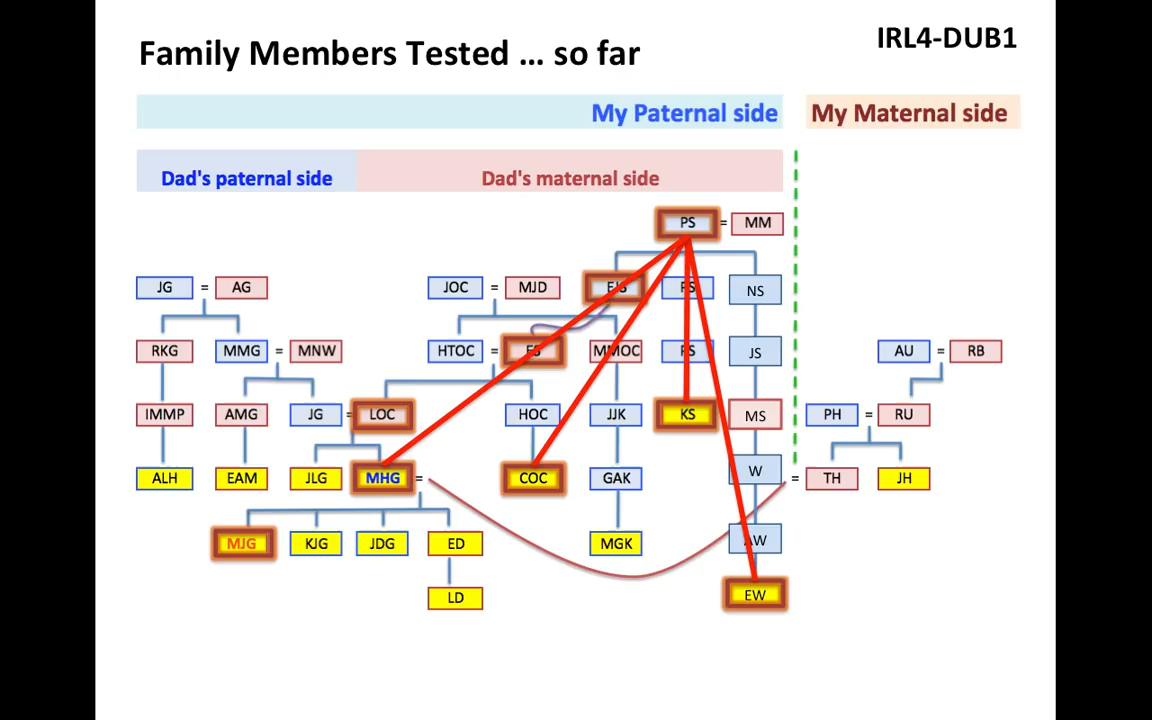 IRL4-DUB1
Family Members Tested ... so far
My Paternal side My Maternal side
Dad's paternal side Dad's maternal side
PS = MM
JG = AG JOC = MJD EJS PS NS
RKG MMG = MNW HTOC = ES MMOC PS JS AU = RB
IMMP AMG JG = LOC HOC JJK KS MS PH = RU
ALH EAM JLG MHG = COC GAK W = TH JH
MJG KJG JDG ED MGK AW
LD EW